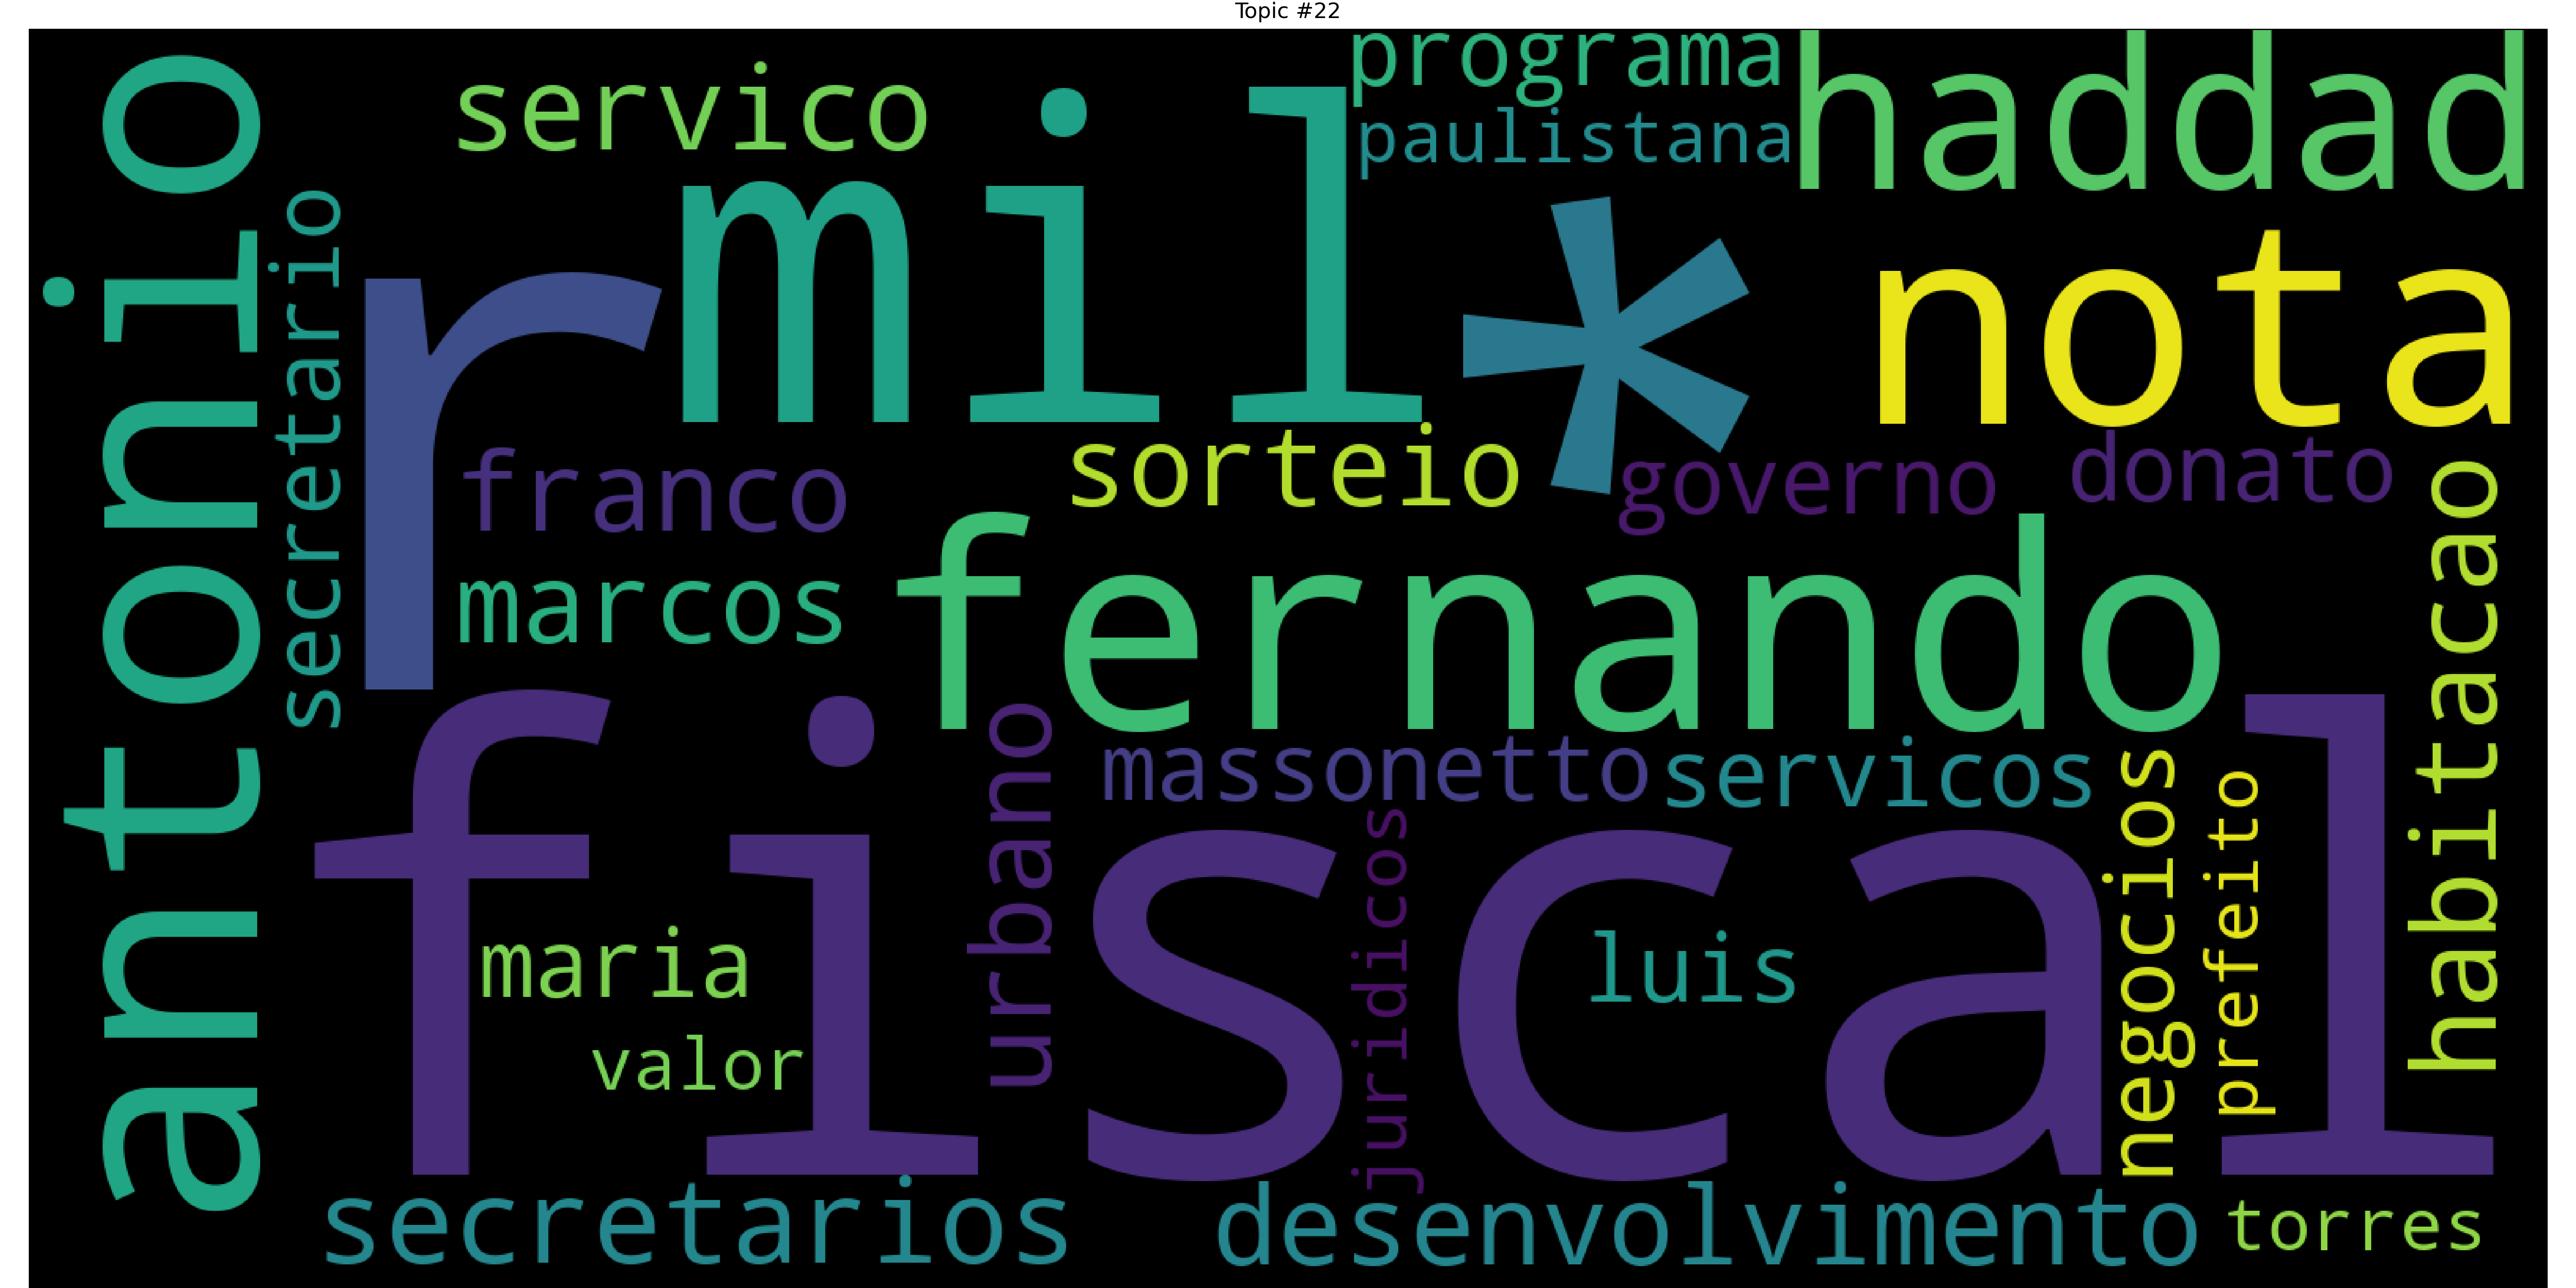 Topic #22
programa
haddad
servico
mil
paulistana
antonio
secretario
r
*
nota
franco
sorteio
governo
donato
marcos
fernando
habitacao
fiscal
urbano
massonetto
servicos
negocios
prefeito
juridicos
maria
luis
valor
secretarios
desenvolvimento
torres